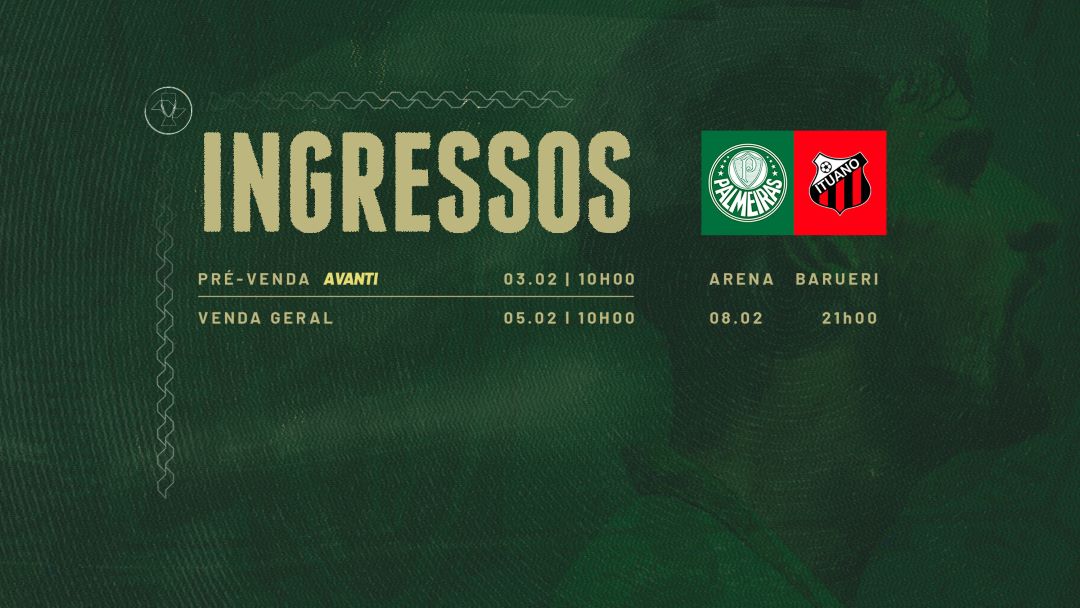 INGRESSOS
PRÉ-VENDA AVANTI 03.02 | 10H00
VENDA GERAL 05.02 | 10H00
PALMEIRAS
ITUANO
ARENA BARUERI
08.02 21h00